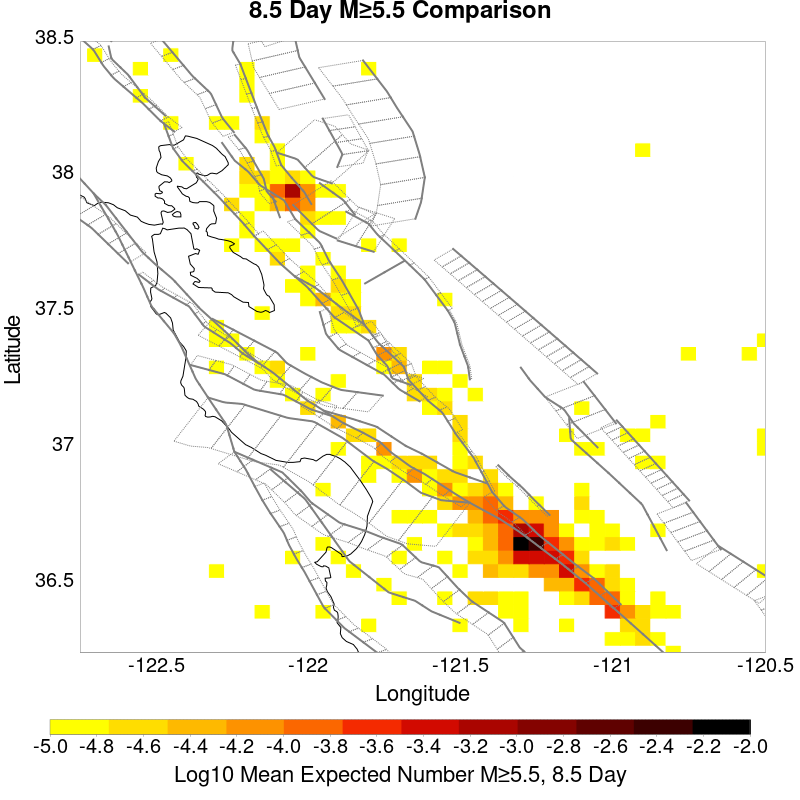 8.5 Day M≥5.5 Comparison
38.5
38
37.5
37
36.5
Latitude
-122.5 -122 -121.5 -121 -120.5
Longitude
-5.0 -4.8 -4.6 -4.4 -4.2 -4.0 -3.8 -3.6 -3.4 -3.2 -3.0 -2.8 -2.6 -2.4 -2.2 -2.0
Log10 Mean Expected Number M≥5.5, 8.5 Day